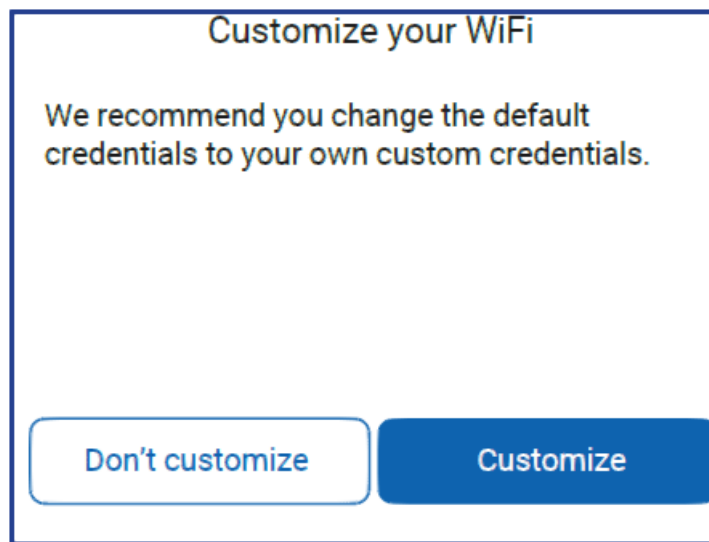 Customize your WiFi
We recommend you change the default
credentials to your own custom credentials.
Don't customize
Customize